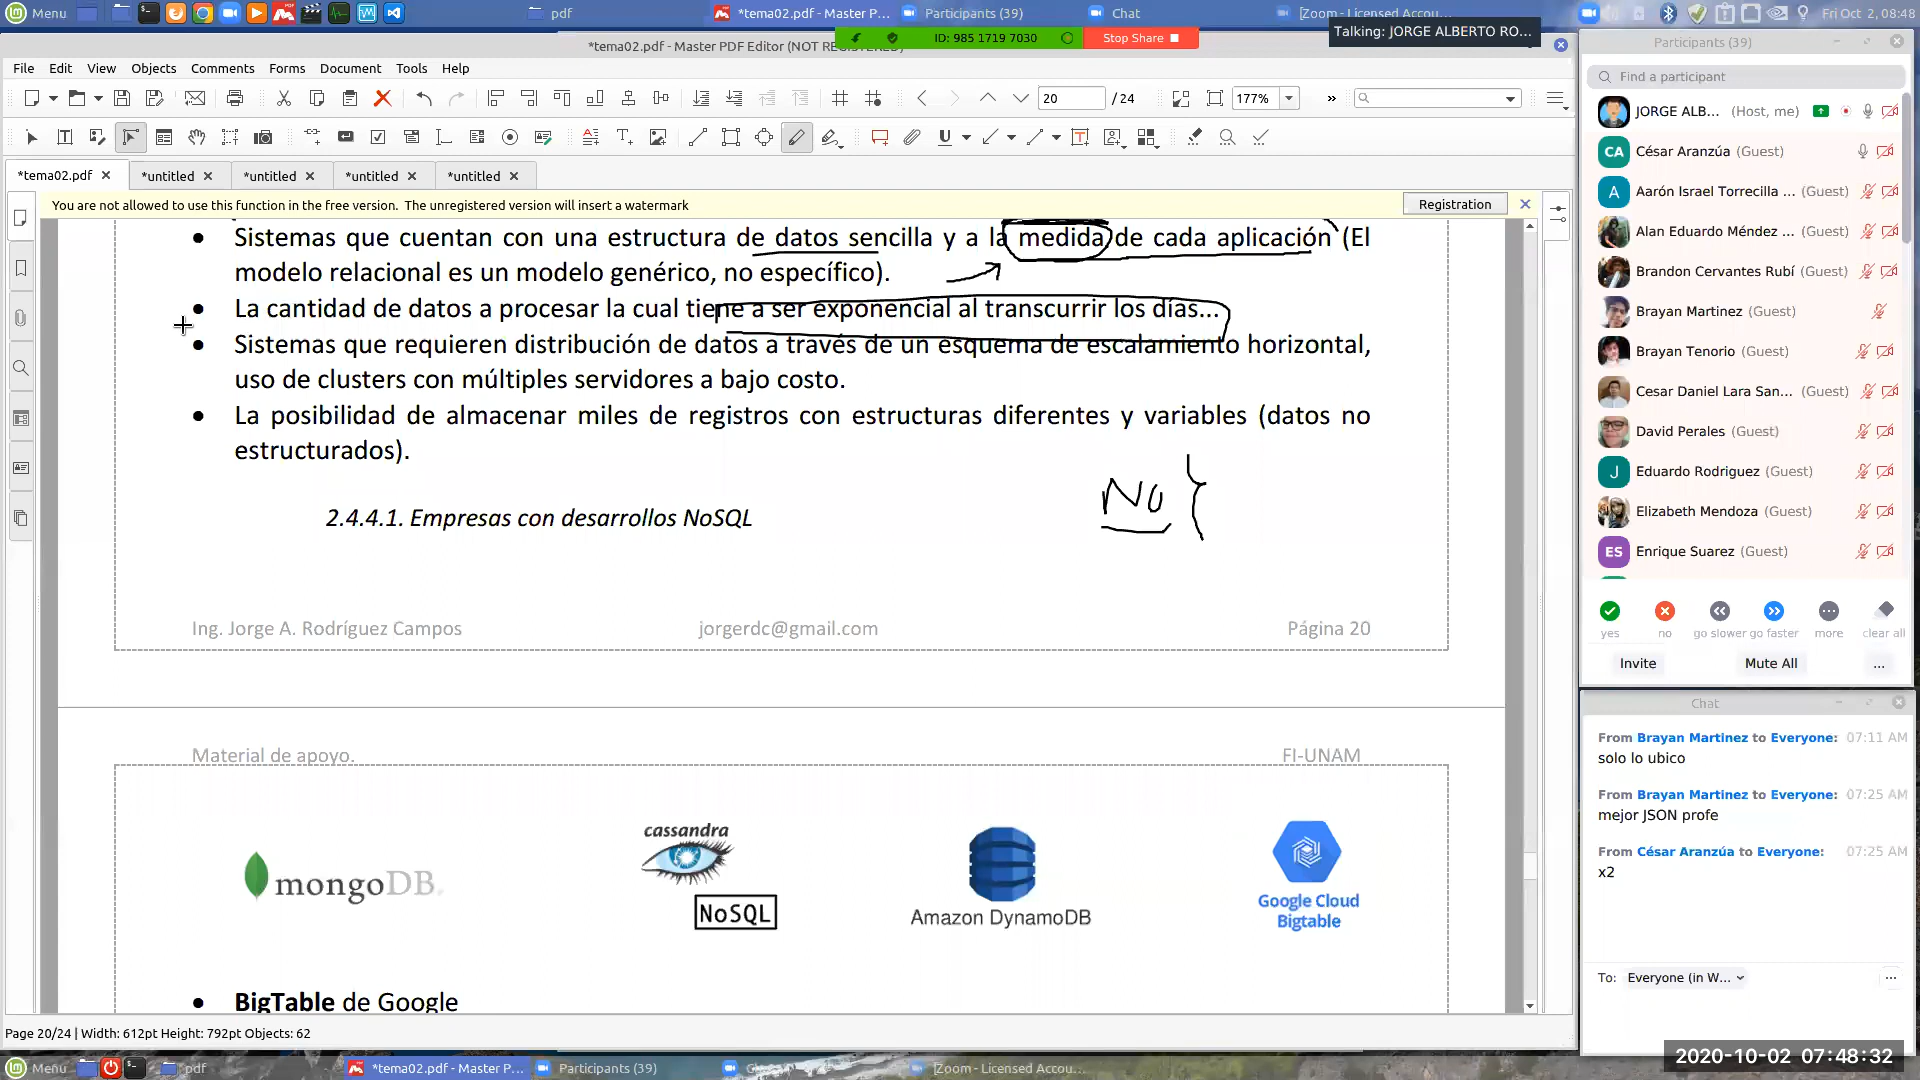 Menu
pdf
*tema02.pdf - Master P...
Participants (39)
Chat
[Zoom - Licensed Accou...
Fri Oct 2, 08:48
*tema02.pdf - Master PDF Editor (NOT REGISTERED)
ID: 985 1719 7030
Stop Share
Talking: JORGE ALBERTO RO...
File Edit View Objects Comments Forms Document Tools Help
20 / 24
177%
*tema02.pdf
*untitled
*untitled
*untitled
*untitled
You are not allowed to use this function in the free version. The unregistered version will insert a watermark
Registration
• Sistemas que cuentan con una estructura de datos sencilla y a la medida de cada aplicación (El
modelo relacional es un modelo genérico, no específico).
• La cantidad de datos a procesar la cual tiene a ser exponencial al transcurrir los días...
• Sistemas que requieren distribución de datos a través de un esquema de escalamiento horizontal,
uso de clusters con múltiples servidores a bajo costo.
• La posibilidad de almacenar miles de registros con estructuras diferentes y variables (datos no
estructurados).
No {
2.4.4.1. Empresas con desarrollos NoSQL
Ing. Jorge A. Rodríguez Campos jorgerdc@gmail.com Página 20
Material de apoyo. FI-UNAM
mongoDB
cassandra
NoSQL
Amazon DynamoDB
Google Cloud
Bigtable
• BigTable de Google
Page 20/24 | Width: 612pt Height: 792pt Objects: 62
Participants (39)
Find a participant
JORGE ALB... (Host, me)
CA César Aranzúa (Guest)
A Aarón Israel Torrecilla ... (Guest)
Alan Eduardo Méndez ... (Guest)
Brandon Cervantes Rubí (Guest)
Brayan Martinez (Guest)
Brayan Tenorio (Guest)
Cesar Daniel Lara San... (Guest)
David Perales (Guest)
J Eduardo Rodriguez (Guest)
Elizabeth Mendoza (Guest)
ES Enrique Suarez (Guest)
yes no go slower go faster more clear all
Invite Mute All ...
Chat
From Brayan Martinez to Everyone: 07:11 AM
solo lo ubico
From Brayan Martinez to Everyone: 07:25 AM
mejor JSON profe
From César Aranzúa to Everyone: 07:25 AM
x2
To: Everyone (in W...
Menu
pdf
*tema02.pdf - Master P...
Participants (39)
[Zoom - Licensed Accou...
2020-10-02 07:48:32